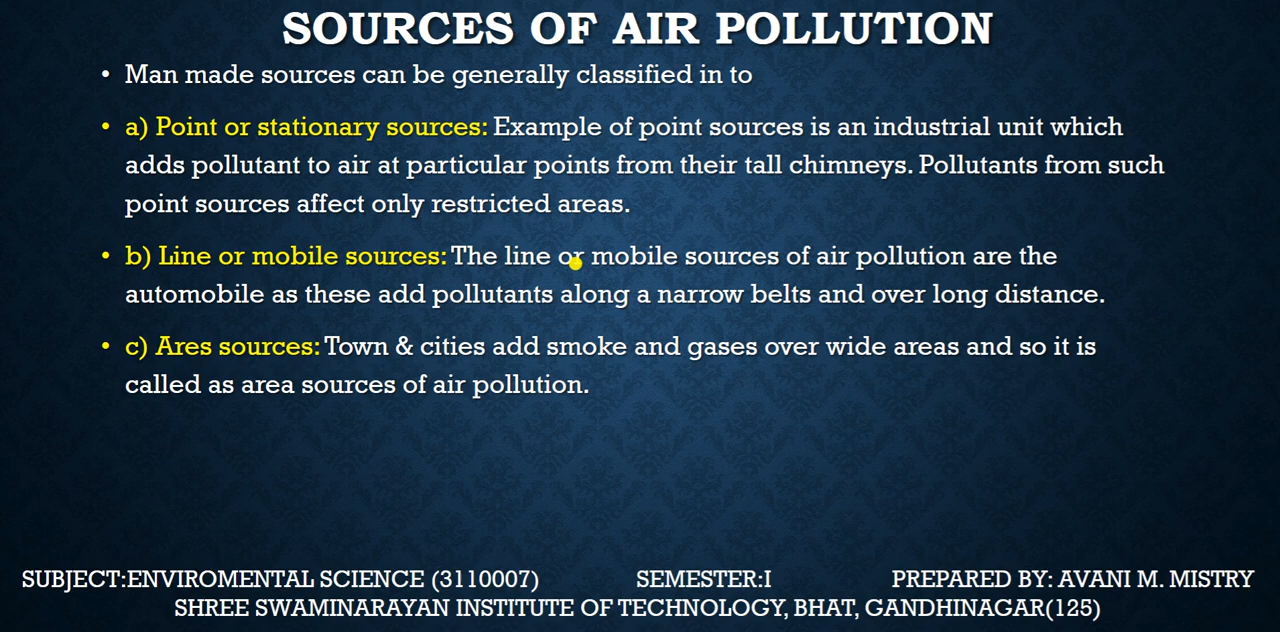 SOURCES OF AIR POLLUTION
• Man made sources can be generally classified in to
• a) Point or stationary sources: Example of point sources is an industrial unit which
adds pollutant to air at particular points from their tall chimneys. Pollutants from such
point sources affect only restricted areas.
• b) Line or mobile sources: The line or mobile sources of air pollution are the
automobile as these add pollutants along a narrow belts and over long distance.
• c) Ares sources: Town & cities add smoke and gases over wide areas and so it is
called as area sources of air pollution.
SUBJECT:ENVIROMENTAL SCIENCE (3110007) SEMESTER:I PREPARED BY: AVANI M. MISTRY
SHREE SWAMINARAYAN INSTITUTE OF TECHNOLOGY, BHAT, GANDHINAGAR(125)